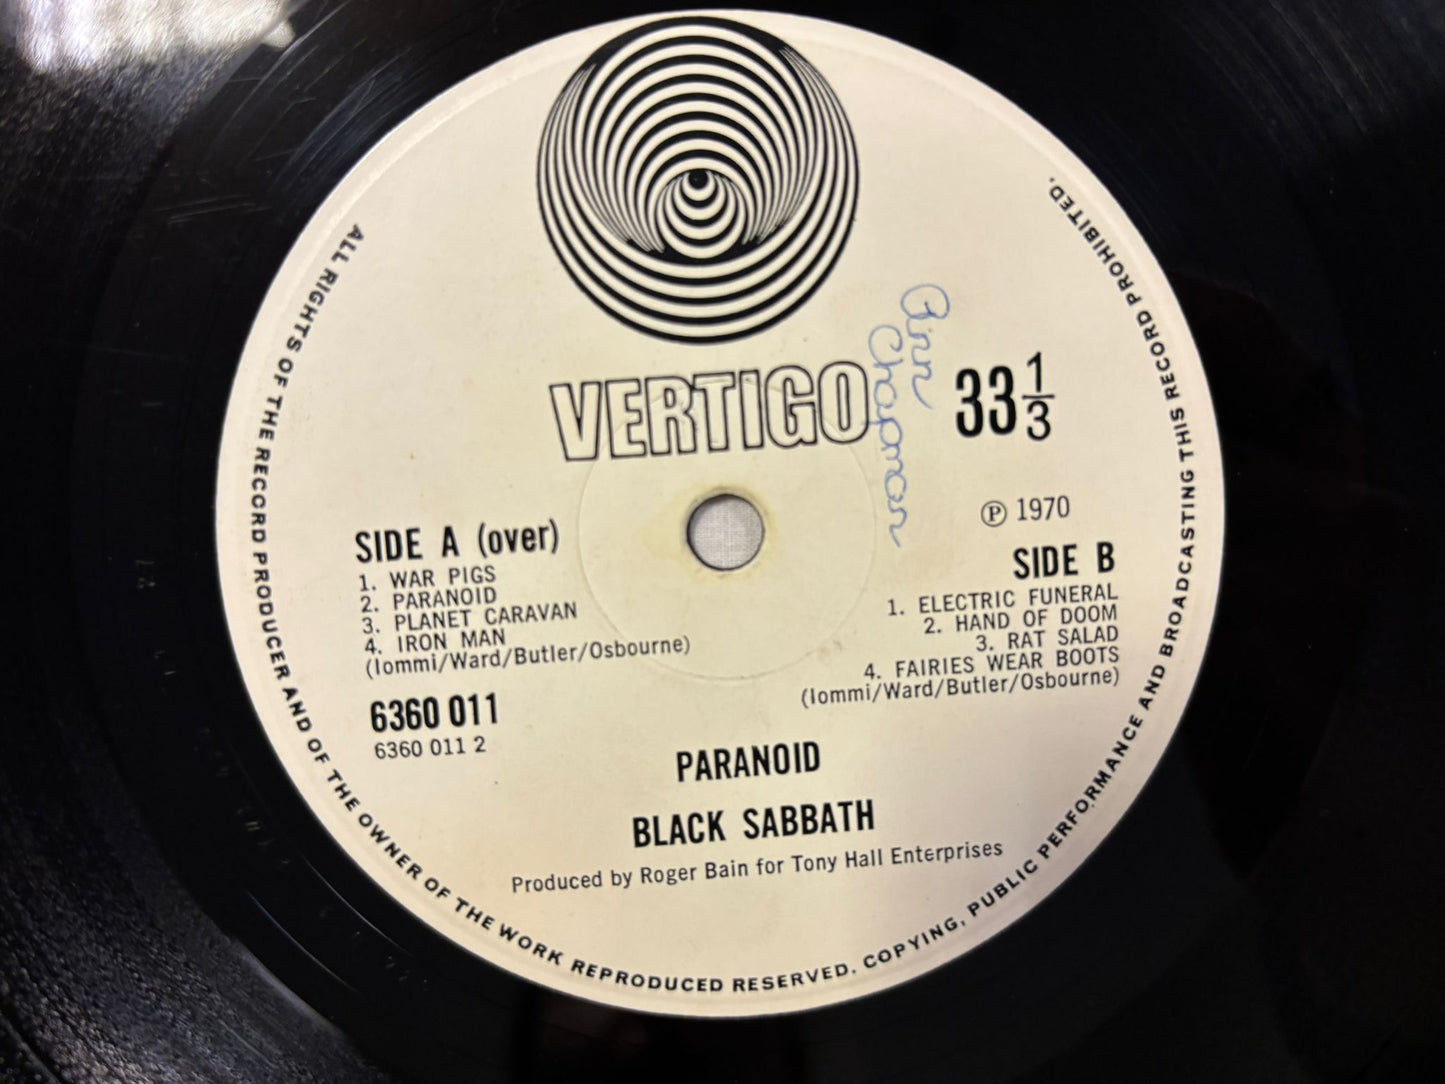 VERTIGO
Ann
Chapman
33 1/3
℗ 1970
SIDE A (over)
1. WAR PIGS
2. PARANOID
3. PLANET CARAVAN
4. IRON MAN
(Iommi/Ward/Butler/Osbourne)
6360 011
6360 011 2
SIDE B
1. ELECTRIC FUNERAL
2. HAND OF DOOM
3. RAT SALAD
4. FAIRIES WEAR BOOTS
(Iommi/Ward/Butler/Osbourne)
PARANOID
BLACK SABBATH
Produced by Roger Bain for Tony Hall Enterprises
ALL RIGHTS OF THE RECORD PRODUCER AND OF THE OWNER OF THE WORK REPRODUCED RESERVED. COPYING, PUBLIC PERFORMANCE AND BROADCASTING THIS RECORD PROHIBITED.